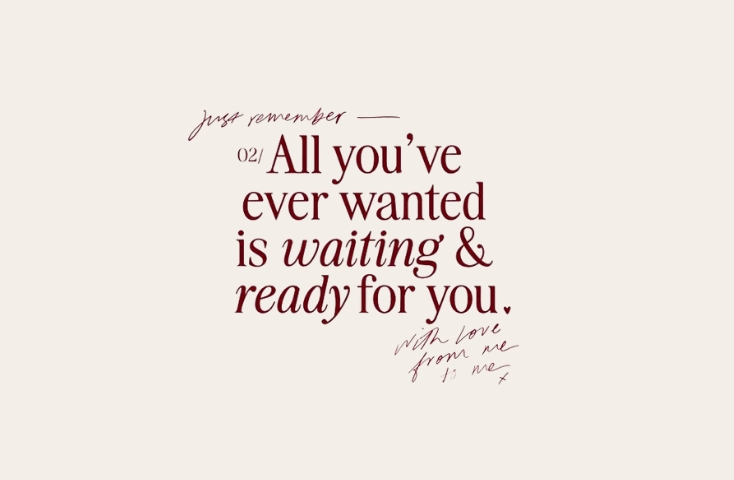 just remember —
02/ All you’ve
ever wanted
is waiting &
ready for you.
with love
from me
to me x